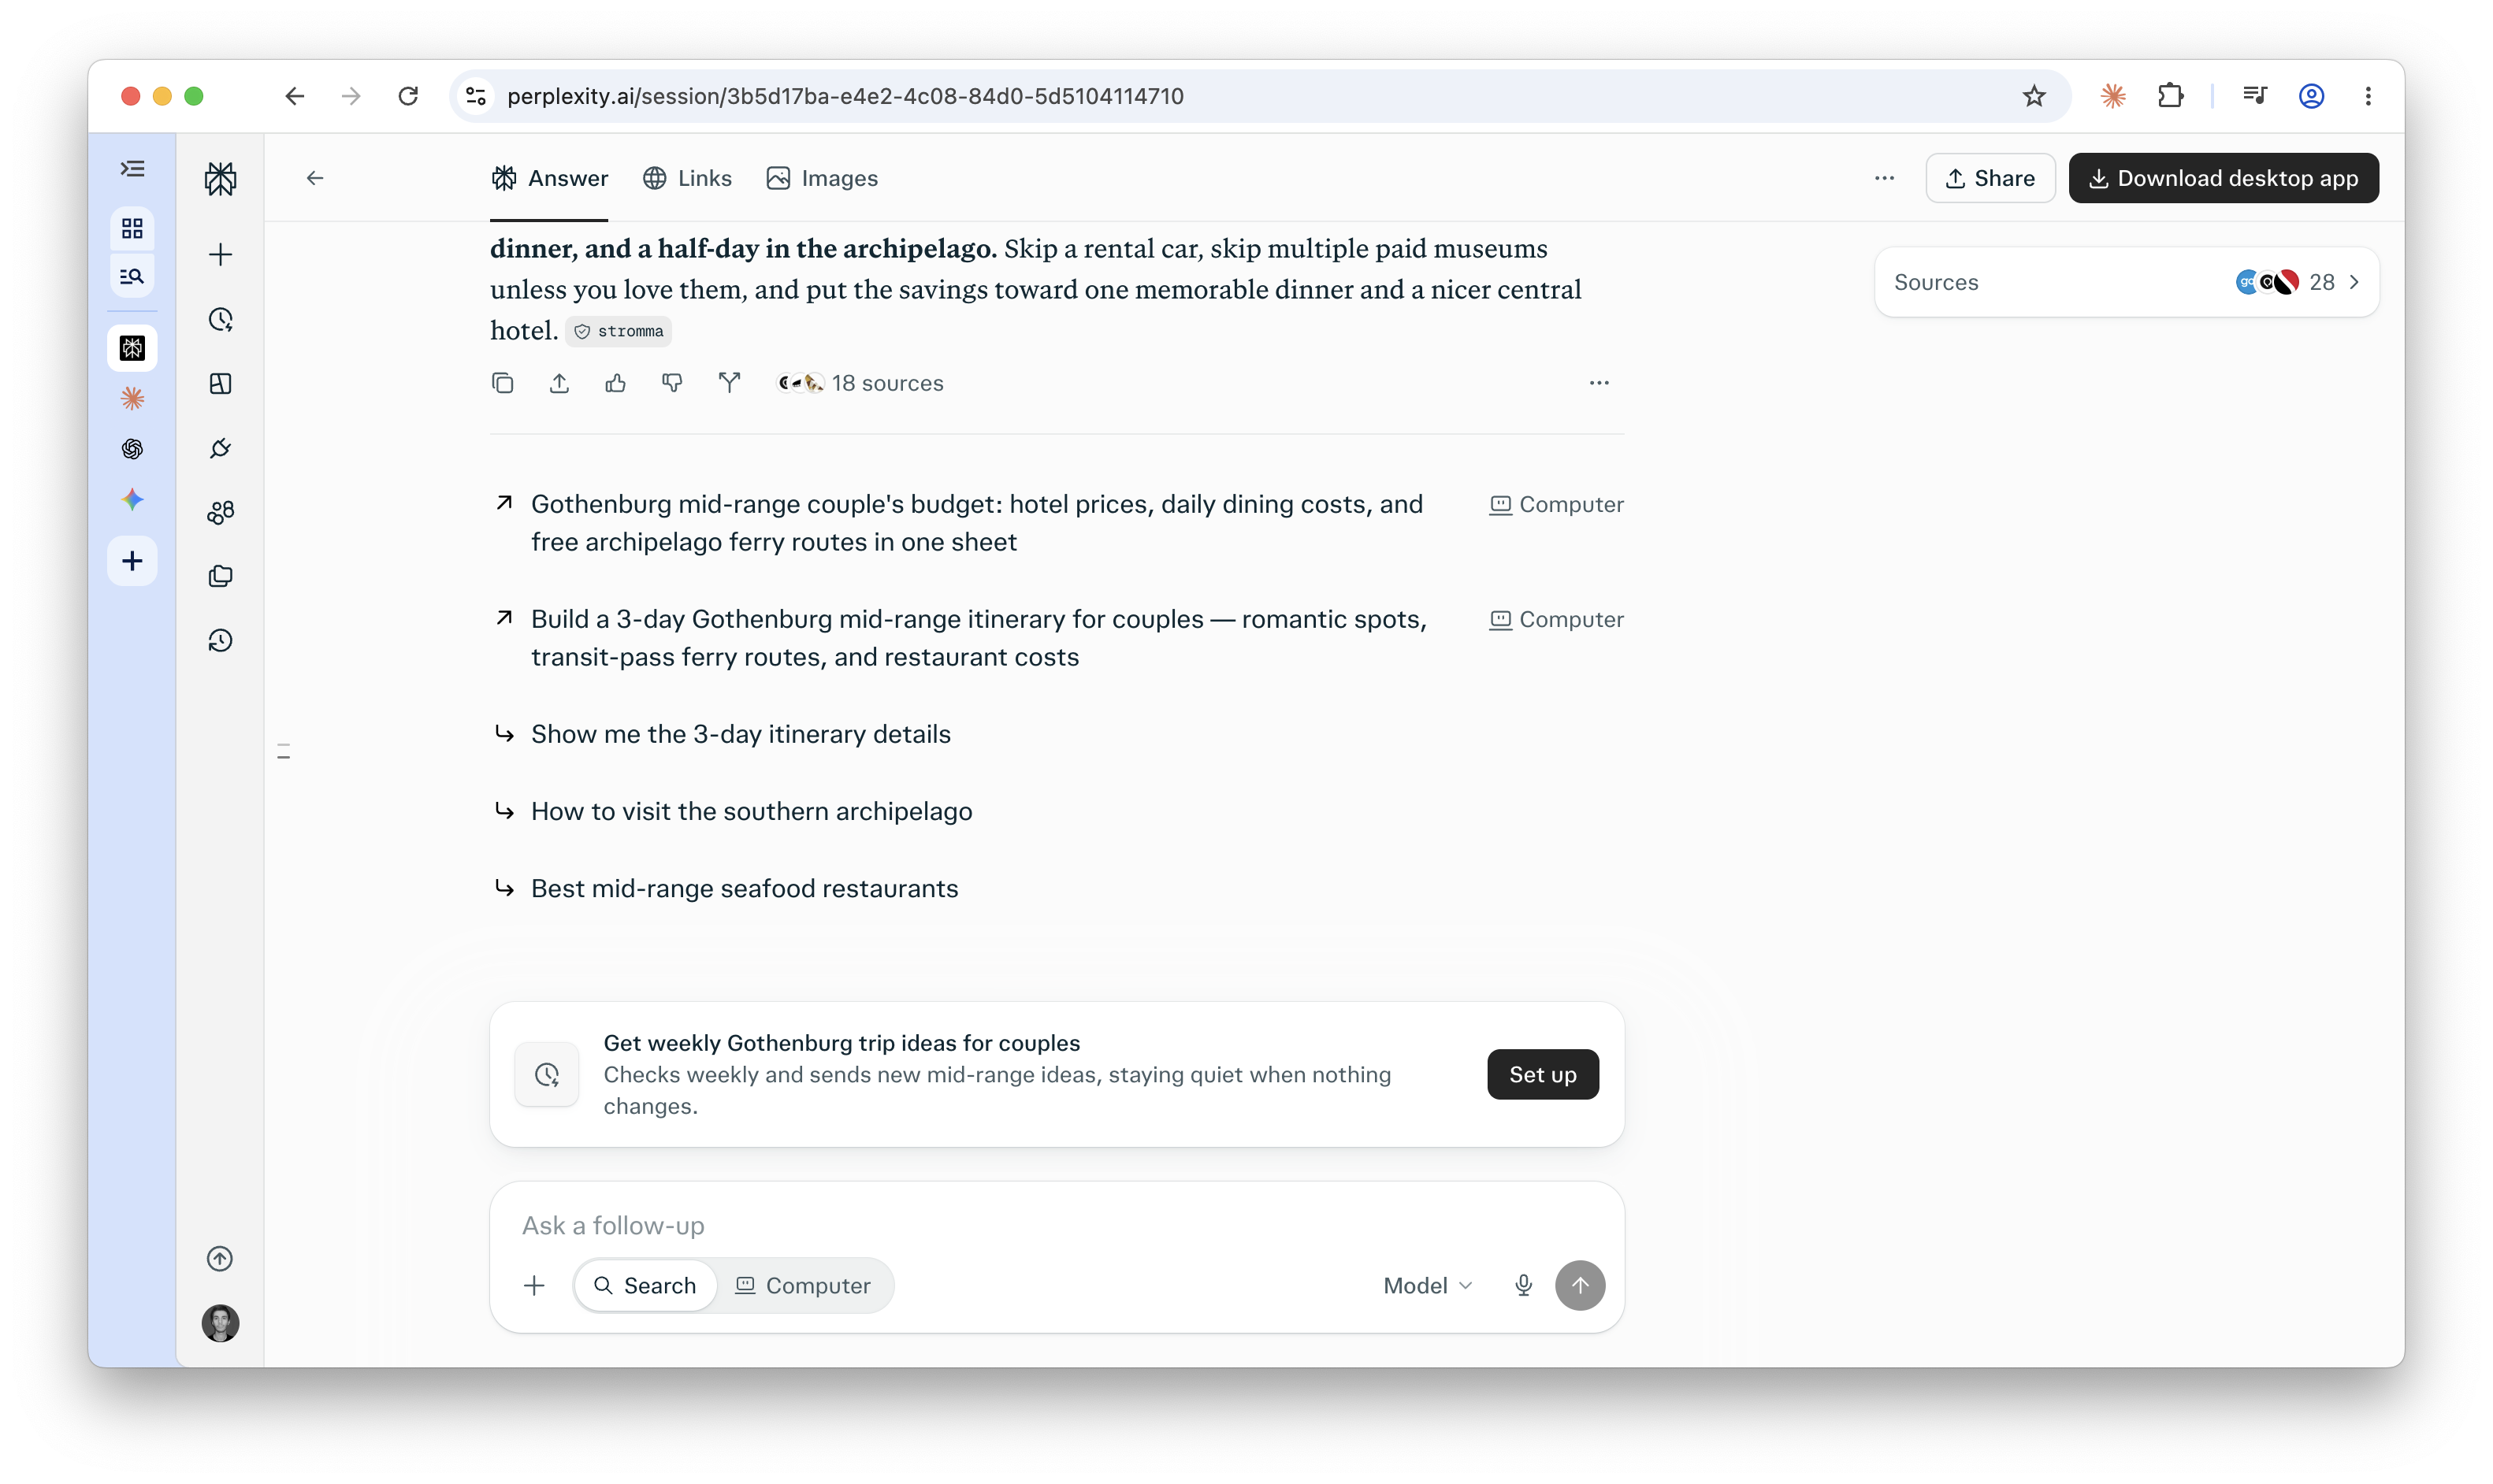 perplexity.ai/session/3b5d17ba-e4e2-4c08-84d0-5d5104114710
Answer
Links
Images
Share
Download desktop app
dinner, and a half-day in the archipelago. Skip a rental car, skip multiple paid museums
unless you love them, and put the savings toward one memorable dinner and a nicer central
hotel. stromma
Sources
28
18 sources
Gothenburg mid-range couple's budget: hotel prices, daily dining costs, and
free archipelago ferry routes in one sheet
Computer
Build a 3-day Gothenburg mid-range itinerary for couples — romantic spots,
transit-pass ferry routes, and restaurant costs
Computer
Show me the 3-day itinerary details
How to visit the southern archipelago
Best mid-range seafood restaurants
Get weekly Gothenburg trip ideas for couples
Checks weekly and sends new mid-range ideas, staying quiet when nothing
changes.
Set up
Ask a follow-up
Search
Computer
Model